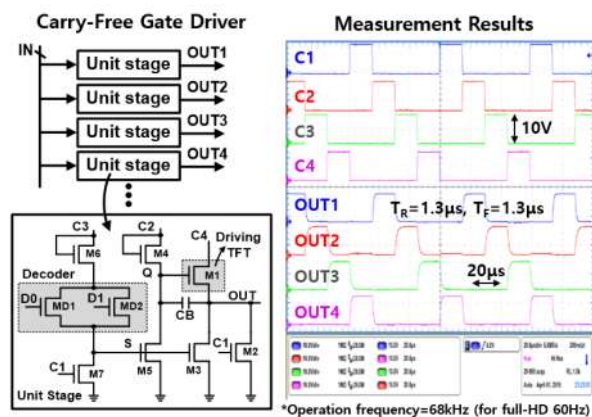 Carry-Free Gate Driver
IN
Unit stage
OUT1
Unit stage
OUT2
Unit stage
OUT3
Unit stage
OUT4
C3
C2
C4
Driving
TFT
M6
M4
M1
Q
Decoder
D0
MD1
D1
MD2
CB
OUT
S
C1
M7
M5
M3
C1
M2
Unit Stage
Measurement Results
C1
C2
C3
10V
C4
OUT1
TR=1.3μs, TF=1.3μs
OUT2
OUT3
20μs
OUT4
*Operation frequency=68kHz (for full-HD 60Hz)